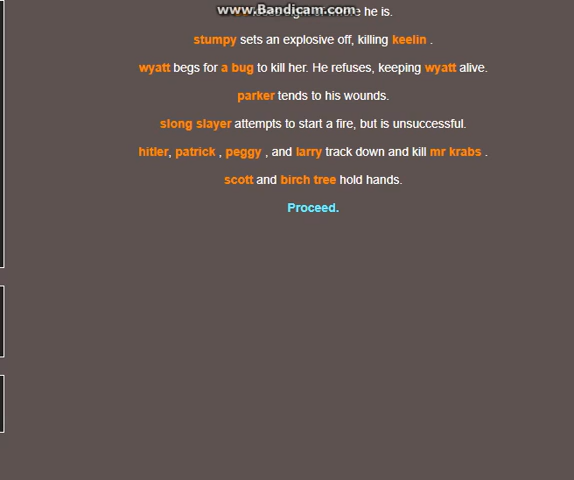 www.Bandicam.com
he is.
stumpy sets an explosive off, killing keelin .
wyatt begs for a bug to kill her. He refuses, keeping wyatt alive.
parker tends to his wounds.
slong slayer attempts to start a fire, but is unsuccessful.
hitler, patrick , peggy , and larry track down and kill mr krabs .
scott and birch tree hold hands.
Proceed.